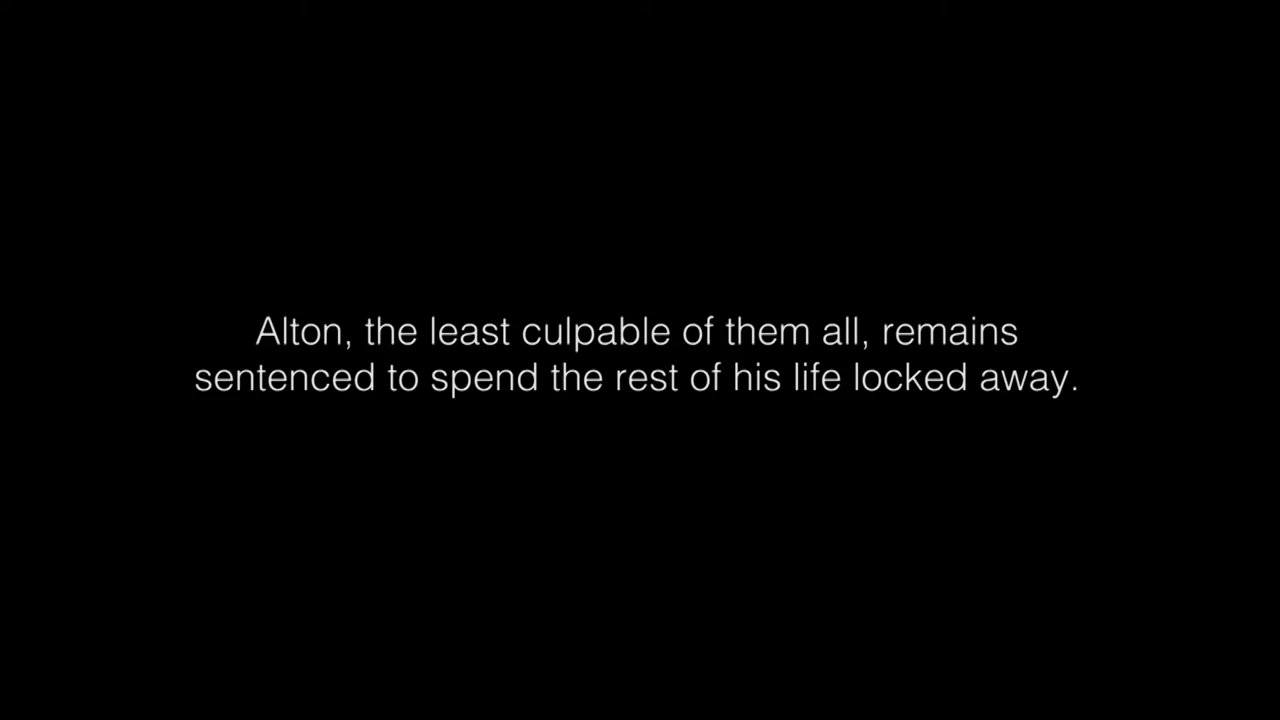 Alton, the least culpable of them all, remains
sentenced to spend the rest of his life locked away.